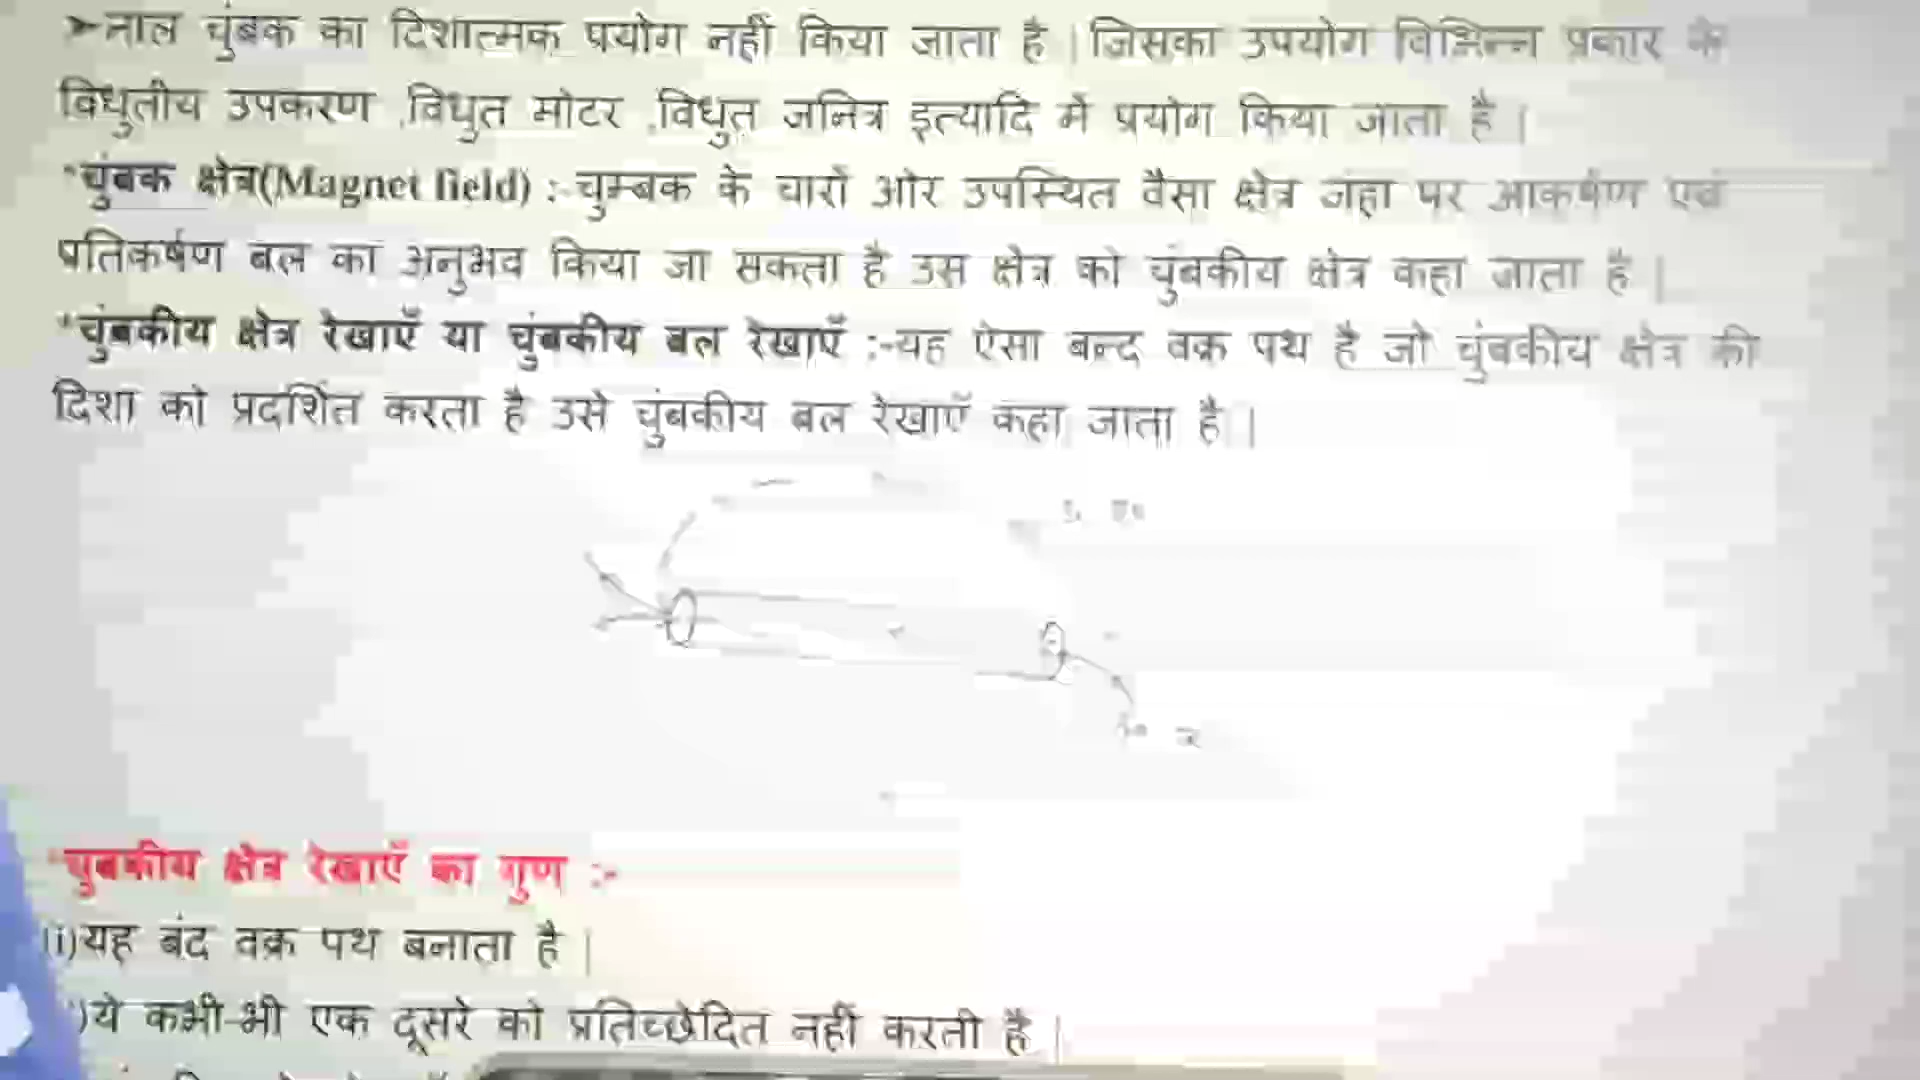 ➤नाल चुंबक का दिशात्मक प्रयोग नहीं किया जाता है | जिसका उपयोग विभिन्न प्रकार के
विधुतीय उपकरण ,विधुत मोटर ,विधुत जनित्र इत्यादि में प्रयोग किया जाता है |
*चुंबक क्षेत्र(Magnet field) :-चुम्बक के चारों ओर उपस्थित वैसा क्षेत्र जंहा पर आकर्षण एवं
प्रतिकर्षण बल का अनुभव किया जा सकता है उस क्षेत्र को चुंबकीय क्षेत्र कहा जाता है |
*चुंबकीय क्षेत्र रेखाएँ या चुंबकीय बल रेखाएँ :-यह ऐसा बन्द वक्र पथ है जो चुंबकीय क्षेत्र की
दिशा को प्रदर्शित करता है उसे चुंबकीय बल रेखाएँ कहा जाता है |
*चुंबकीय क्षेत्र रेखाएँ का गुण :-
(i)यह बंद वक्र पथ बनाता है |
)ये कभी-भी एक दूसरे को प्रतिच्छेदित नहीं करती है |